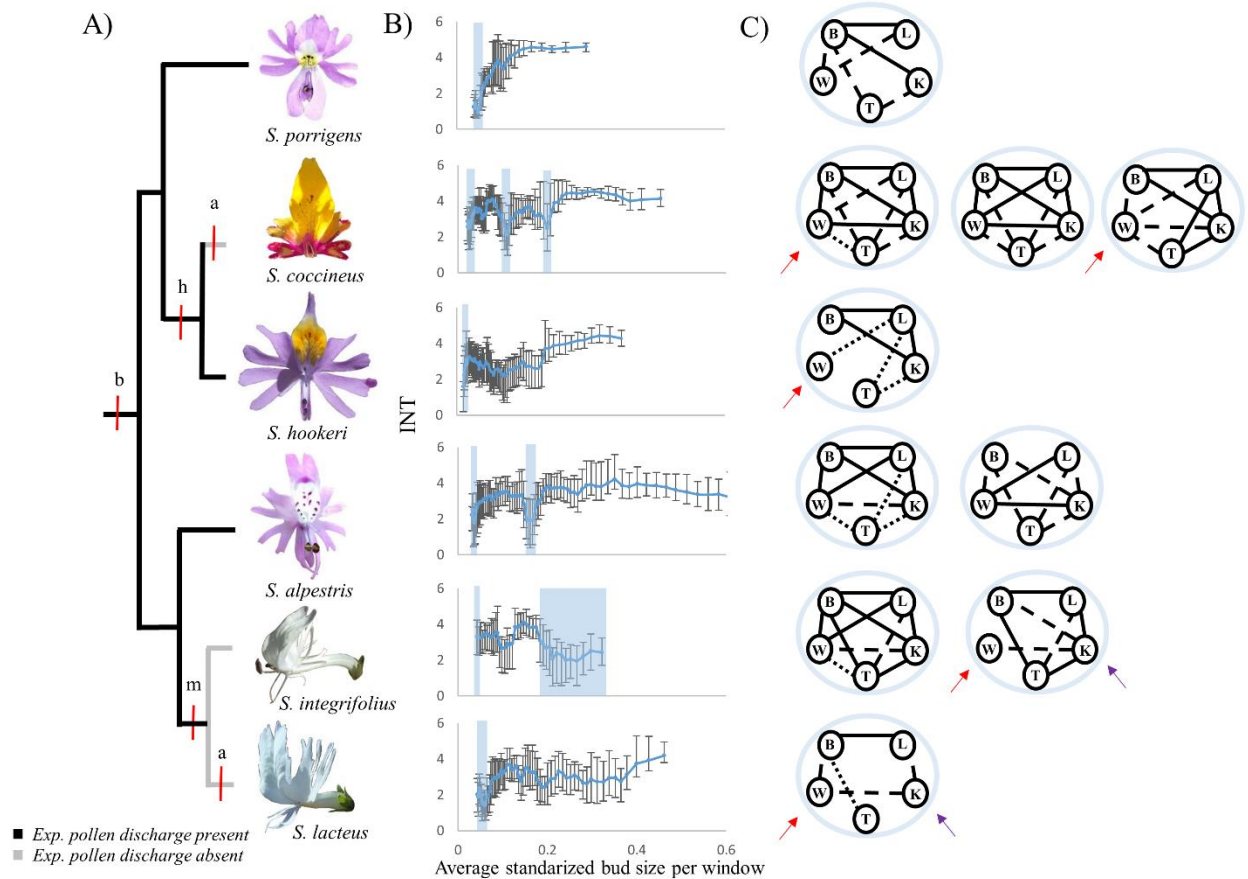 A)
B)
C)
S. porrigens
a
S. coccineus
h
b
S. hookeri
S. alpestris
m
S. integrifolius
a
S. lacteus
■ Exp. pollen discharge present
■ Exp. pollen discharge absent
INT
6
4
2
0
6
4
2
0
6
4
2
0
6
4
2
0
6
4
2
0
6
4
2
0
0 0.2 0.4 0.6
Average standarized bud size per window
B L
W K
T
B L B L B L
W K W K W K
T T T
B L
W K
T
B L B L
W K W K
T T
B L B L
W K W K
T T
B L
W K
T